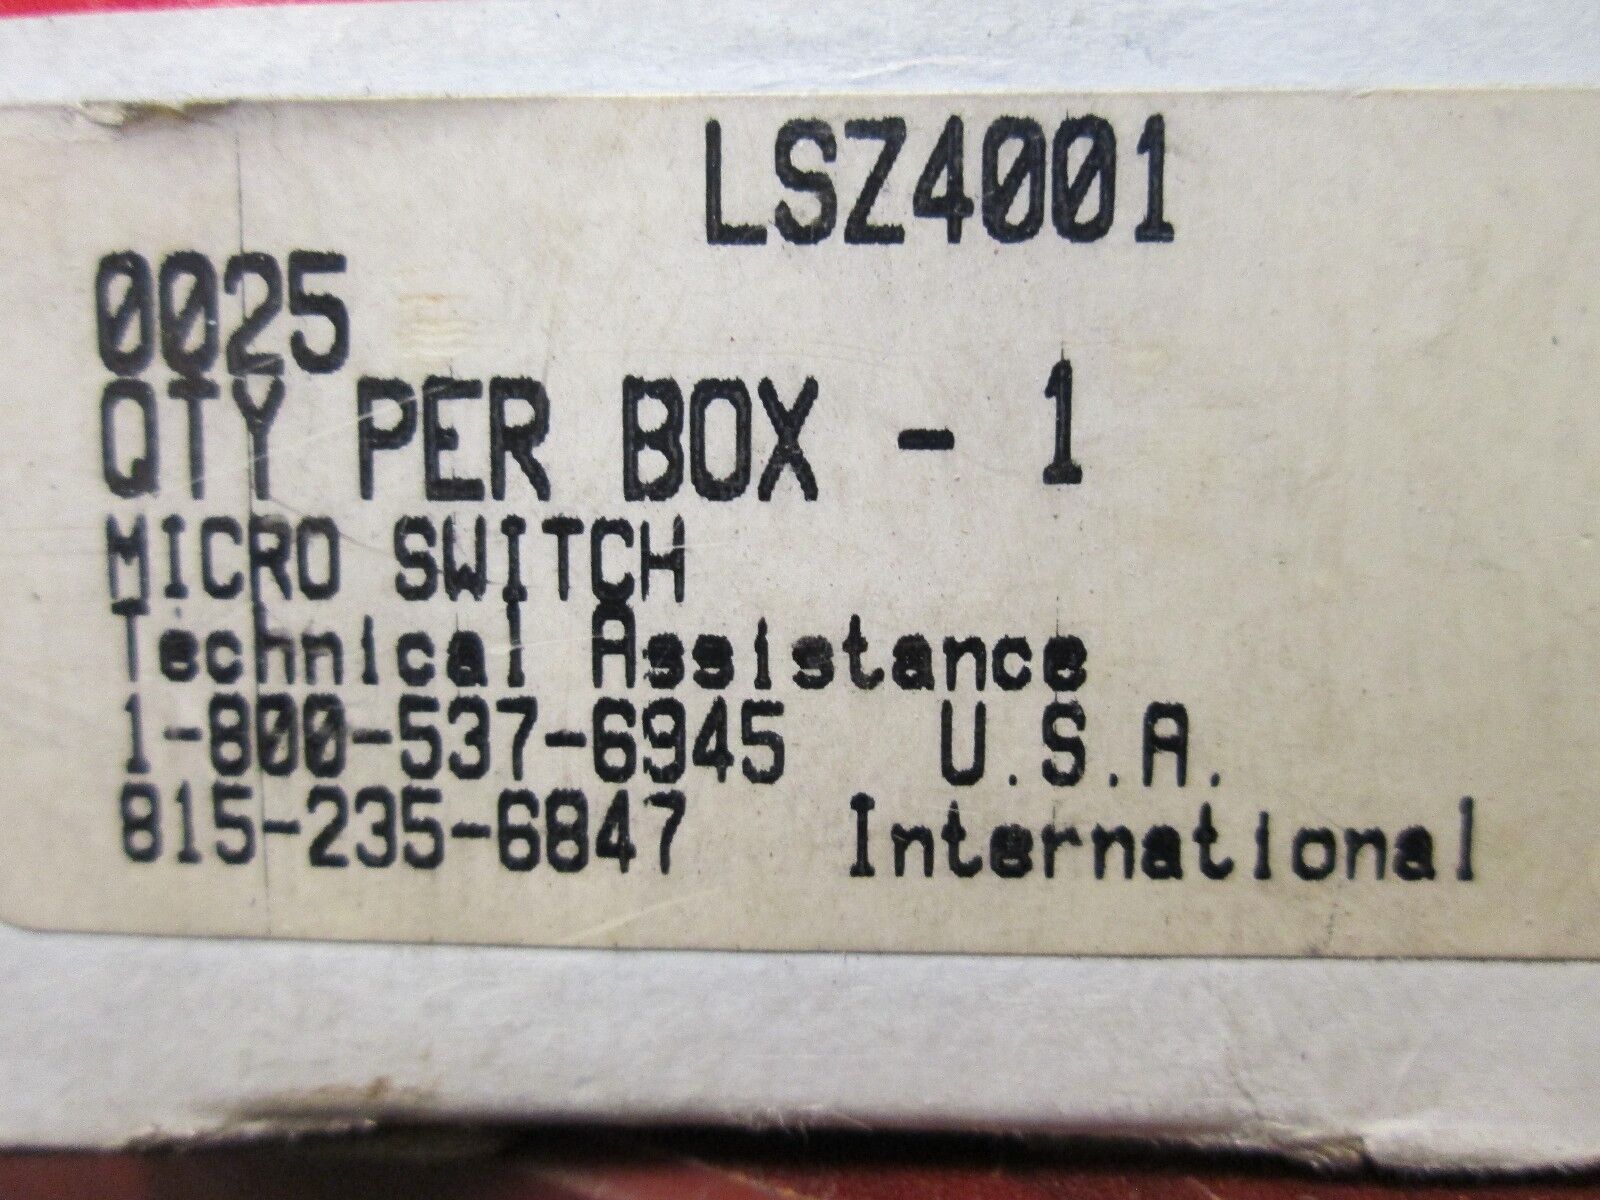 LSZ4001
0025
QTY PER BOX - 1
MICRO SWITCH
Technical Assistance
1-800-537-6945 U.S.A.
815-235-6847 International